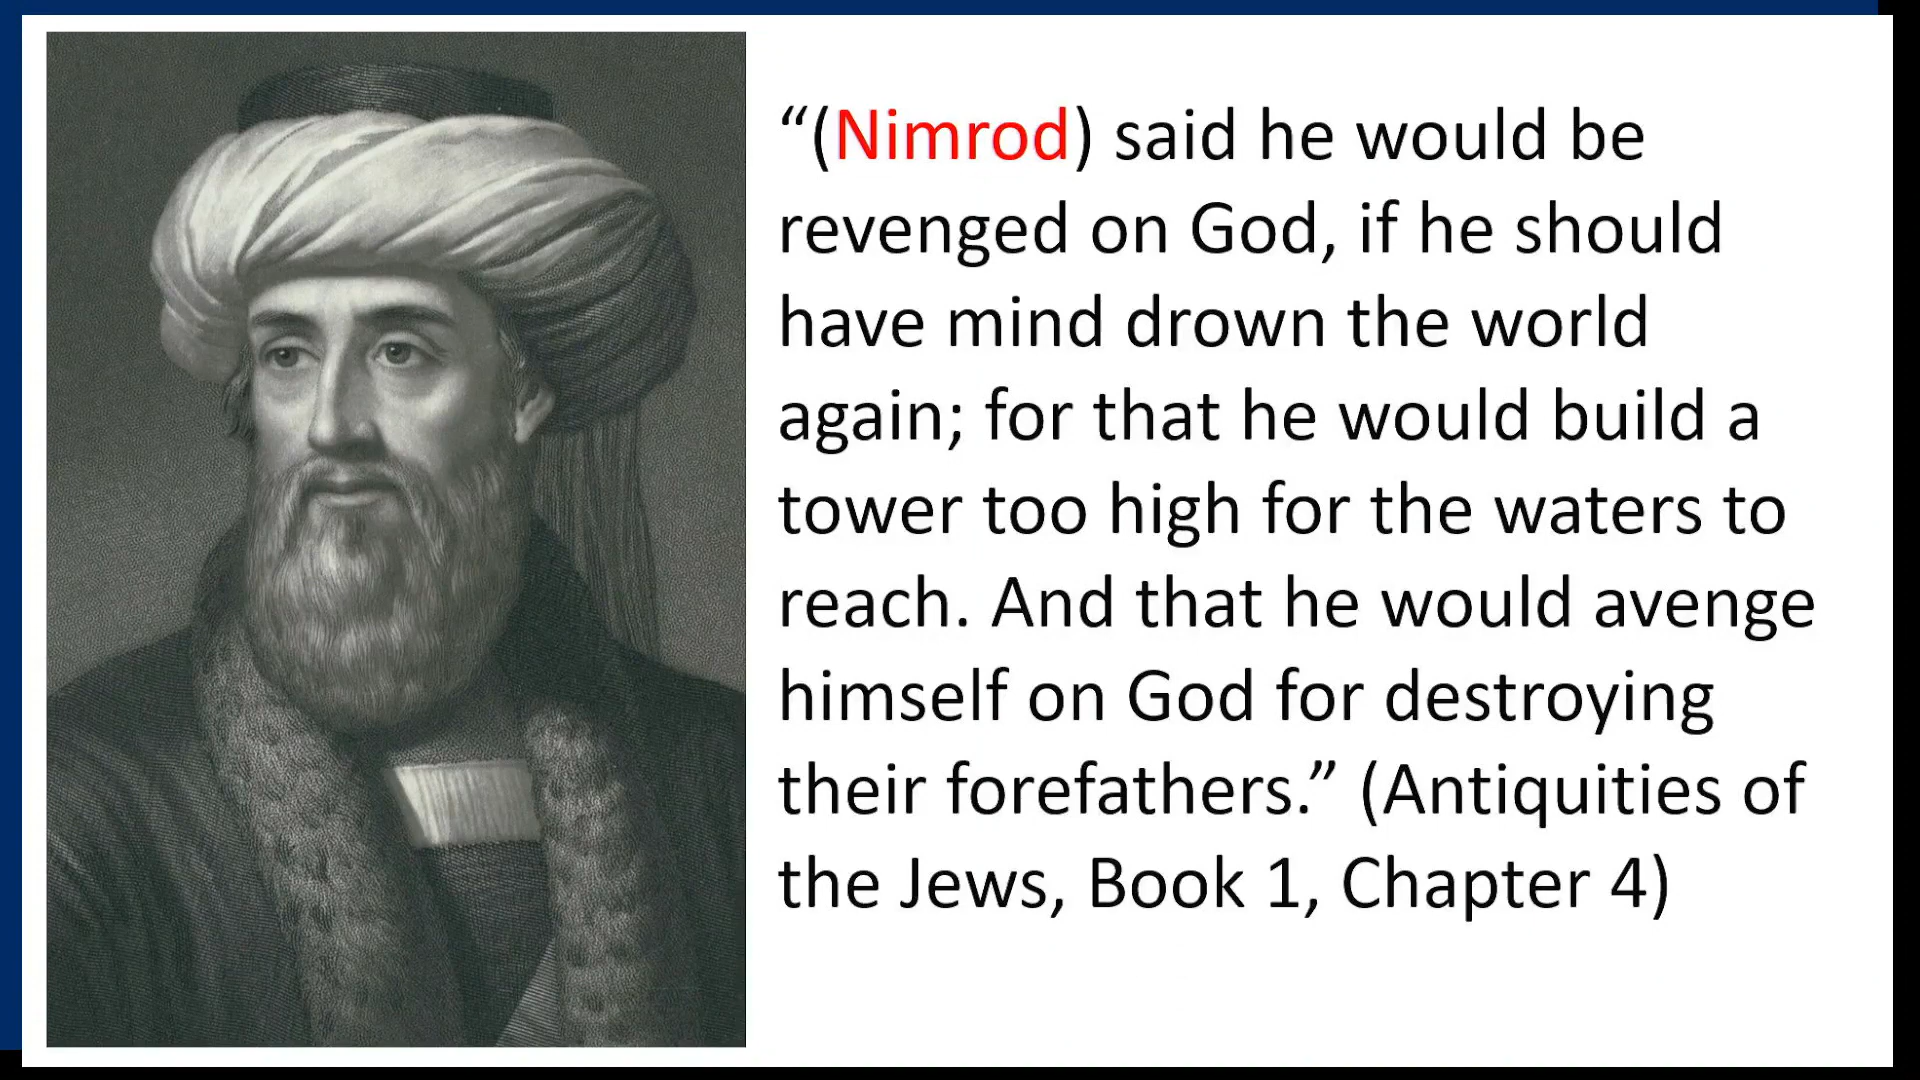 “(Nimrod) said he would be
revenged on God, if he should
have mind drown the world
again; for that he would build a
tower too high for the waters to
reach. And that he would avenge
himself on God for destroying
their forefathers.” (Antiquities of
the Jews, Book 1, Chapter 4)